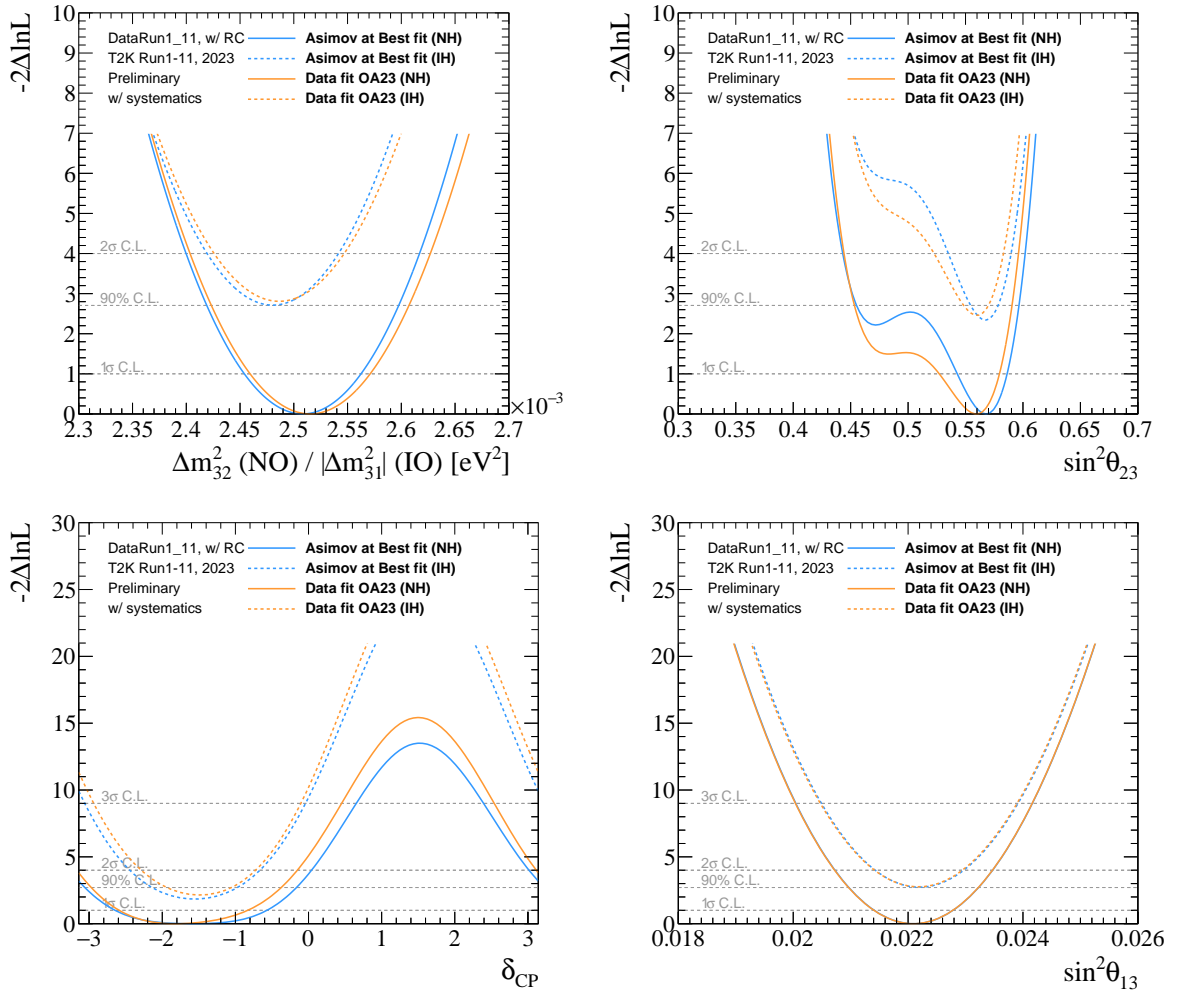 -2ΔlnL
10
9
8
7
6
5
4
3
2
1
0
DataRun1_11, w/ RC Asimov at Best fit (NH)
T2K Run1-11, 2023 Asimov at Best fit (IH)
Preliminary Data fit OA23 (NH)
w/ systematics Data fit OA23 (IH)
2σ C.L.
90% C.L.
1σ C.L.
2.3 2.35 2.4 2.45 2.5 2.55 2.6 2.65 2.7
×10⁻³
Δm²₃₂ (NO) / |Δm²₃₁| (IO) [eV²]
-2ΔlnL
10
9
8
7
6
5
4
3
2
1
0
DataRun1_11, w/ RC Asimov at Best fit (NH)
T2K Run1-11, 2023 Asimov at Best fit (IH)
Preliminary Data fit OA23 (NH)
w/ systematics Data fit OA23 (IH)
2σ C.L.
90% C.L.
1σ C.L.
0.3 0.35 0.4 0.45 0.5 0.55 0.6 0.65 0.7
sin²θ₂₃
-2ΔlnL
30
25
20
15
10
5
0
DataRun1_11, w/ RC Asimov at Best fit (NH)
T2K Run1-11, 2023 Asimov at Best fit (IH)
Preliminary Data fit OA23 (NH)
w/ systematics Data fit OA23 (IH)
3σ C.L.
2σ C.L.
90% C.L.
1σ C.L.
−3 −2 −1 0 1 2 3
δCP
-2ΔlnL
30
25
20
15
10
5
0
DataRun1_11, w/ RC Asimov at Best fit (NH)
T2K Run1-11, 2023 Asimov at Best fit (IH)
Preliminary Data fit OA23 (NH)
w/ systematics Data fit OA23 (IH)
3σ C.L.
2σ C.L.
90% C.L.
1σ C.L.
0.018 0.02 0.022 0.024 0.026
sin²θ₁₃